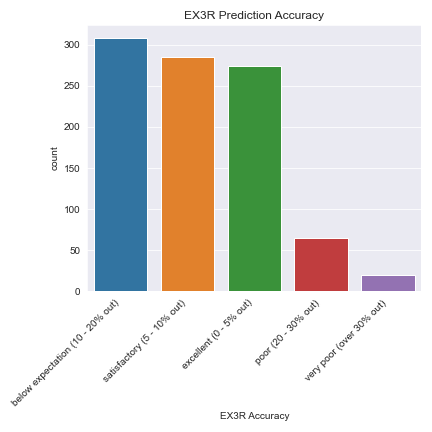 EX3R Prediction Accuracy
300
250
200
150
100
50
0
count
below expectation (10 - 20% out)
satisfactory (5 - 10% out)
excellent (0 - 5% out)
poor (20 - 30% out)
very poor (over 30% out)
EX3R Accuracy